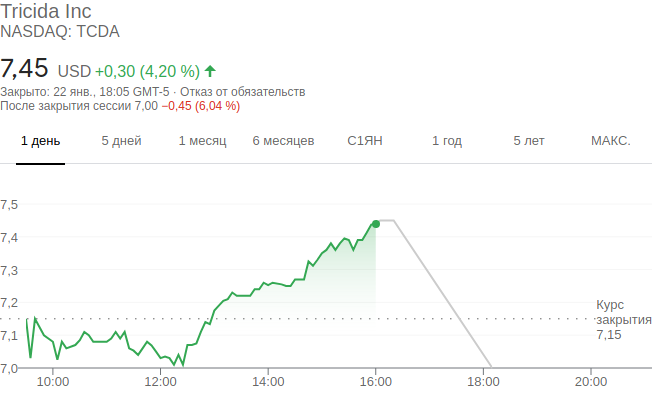 Tricida Inc
NASDAQ: TCDA
7,45 USD +0,30 (4,20 %)
Закрыто: 22 янв., 18:05 GMT-5 · Отказ от обязательств
После закрытия сессии 7,00 −0,45 (6,04 %)
1 день 5 дней 1 месяц 6 месяцев С1ЯН 1 год 5 лет МАКС.
7,5
7,4
7,3
7,2
7,1
7,0
Курс
закрытия
7,15
10:00 12:00 14:00 16:00 18:00 20:00